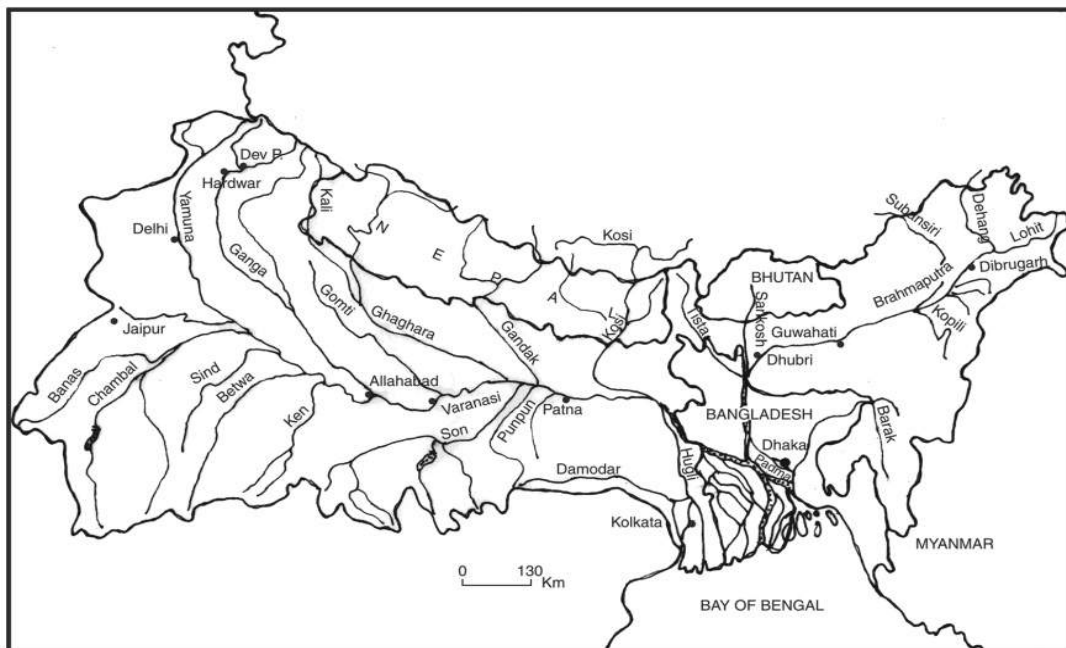 Dev P.
Hardwar
Kali
Yamuna
Delhi
N
E
P
A
L
Kosi
Subansiri
Dehang
Lohit
Dibrugarh
BHUTAN
Brahmaputra
Kopili
Ganga
Gomti
Ghaghara
Gandak
Kosi
Tista
Sankosh
Guwahati
Dhubri
Jaipur
Banas
Chambal
Sind
Betwa
Ken
Allahabad
Varanasi
Son
Punpun
Patna
BANGLADESH
Barak
Dhaka
Padma
Damodar
Hugli
Kolkata
MYANMAR
0 130
Km
BAY OF BENGAL